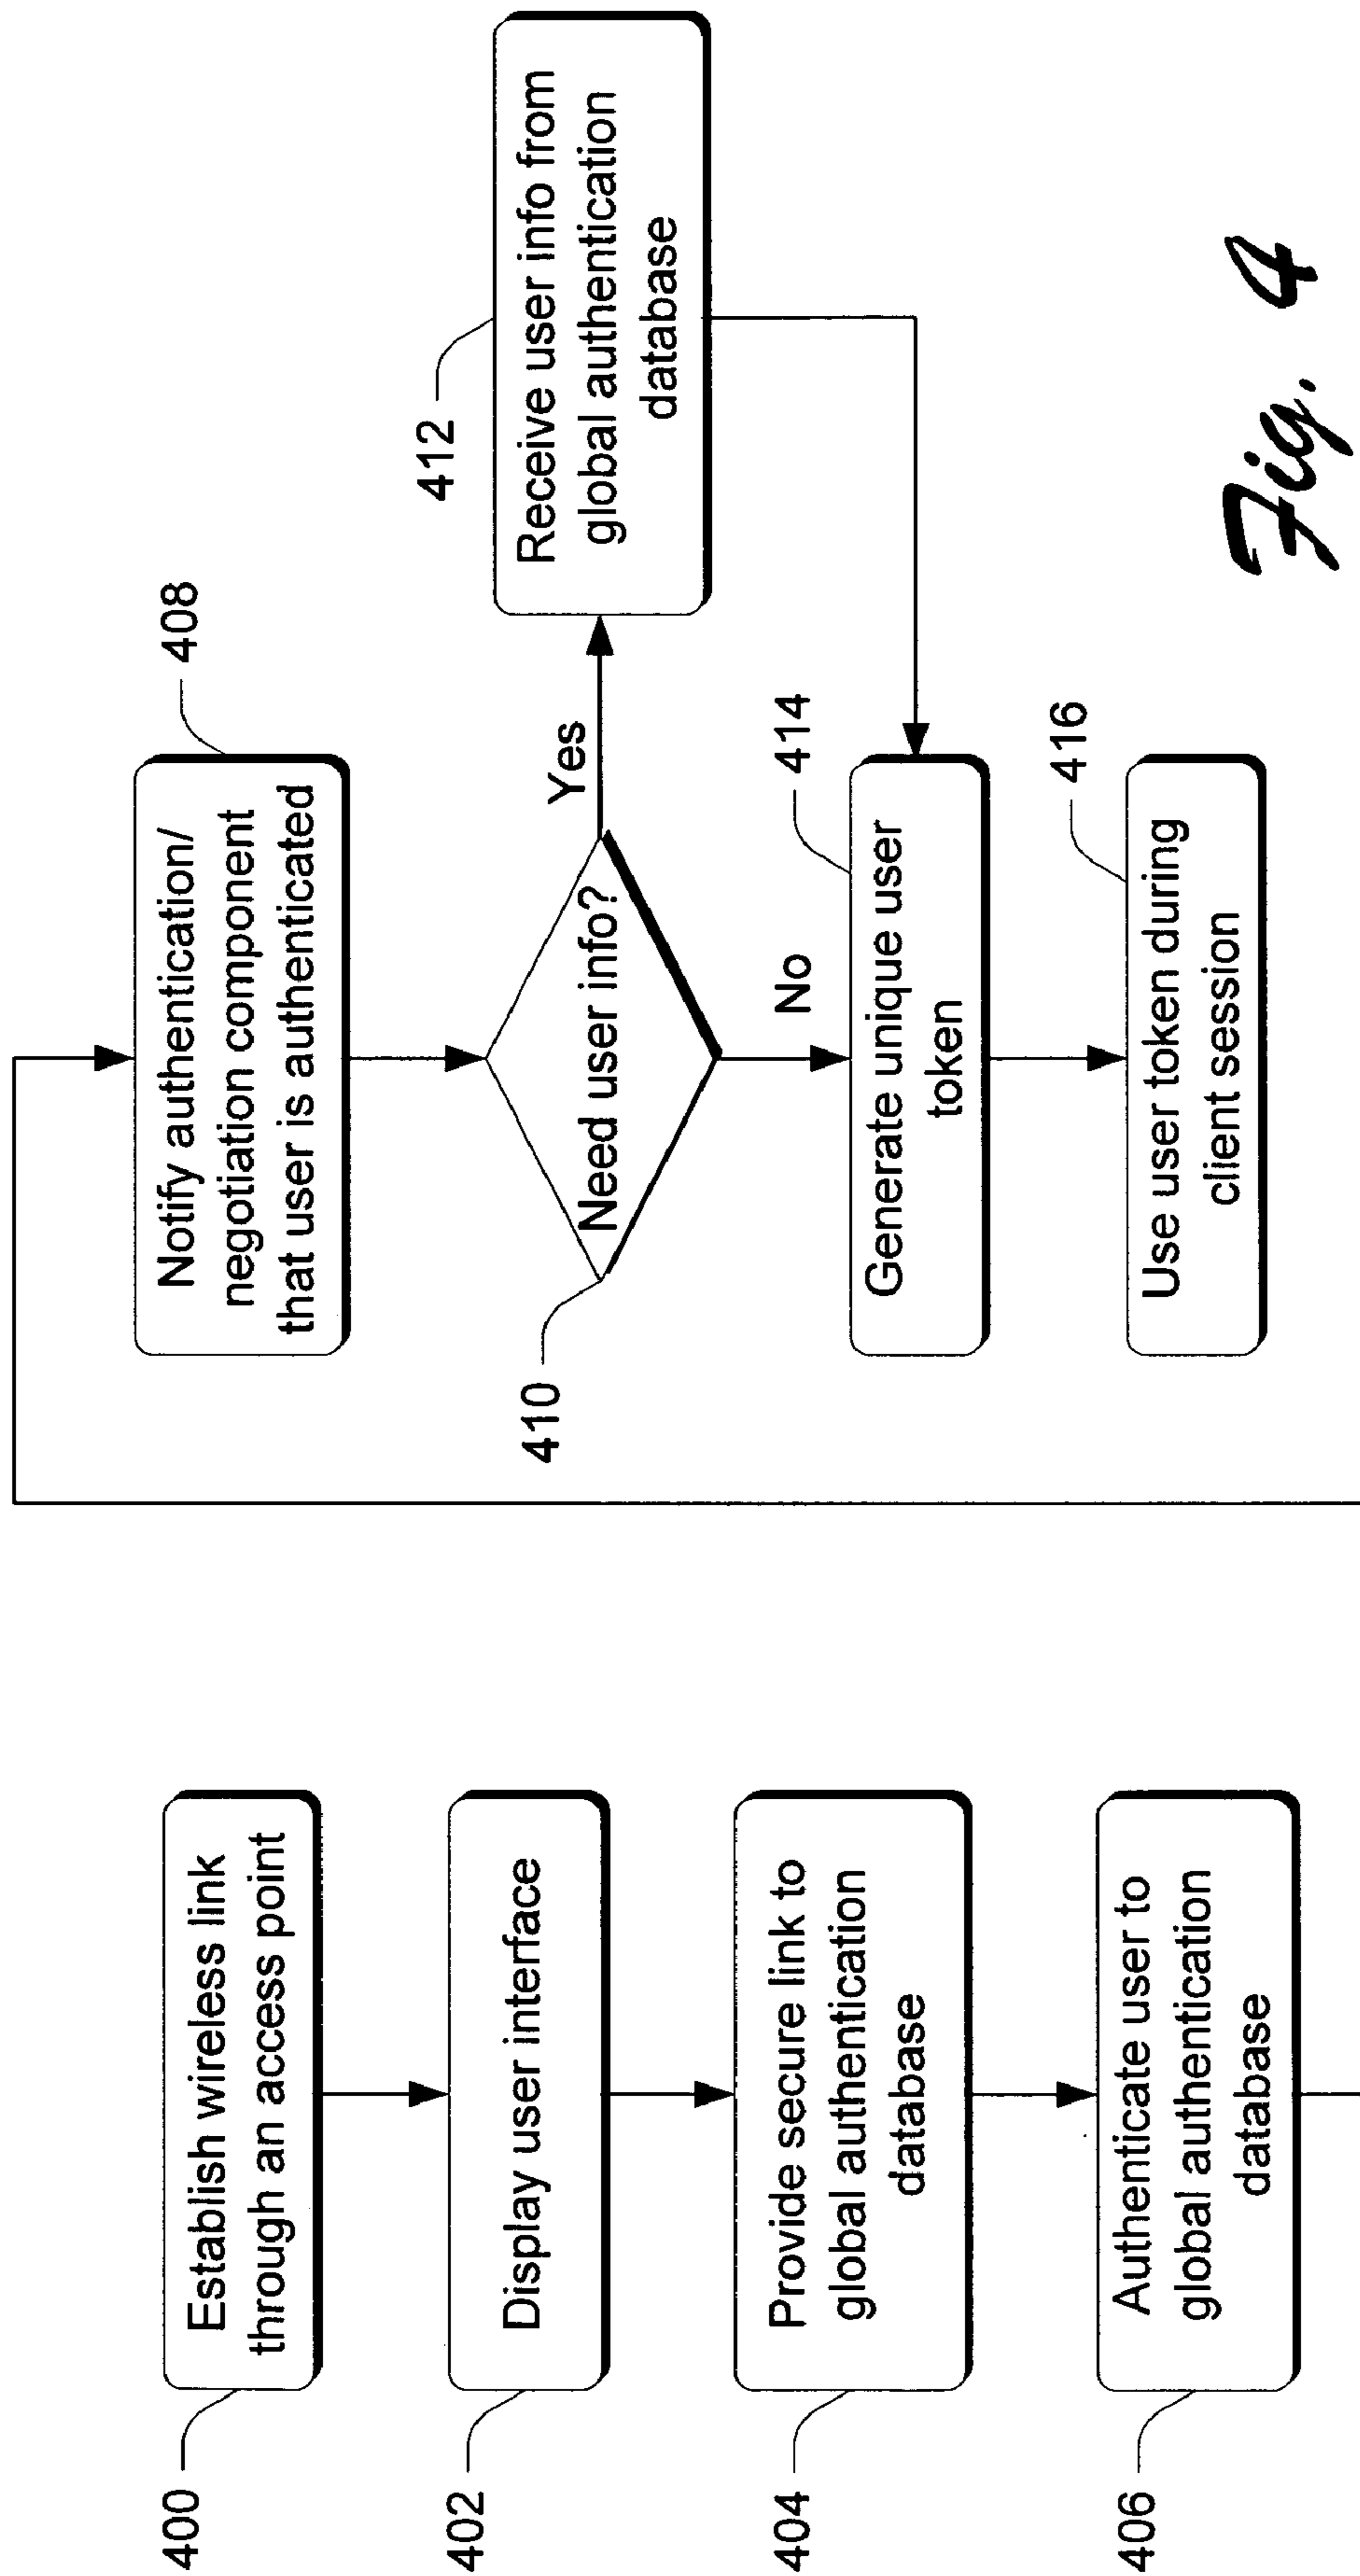 400
Establish wireless link
through an access point
402
Display user interface
404
Provide secure link to
global authentication
database
406
Authenticate user to
global authentication
database
408
Notify authentication/
negotiation component
that user is authenticated
410
Need user info?
Yes
No
412
Receive user info from
global authentication
database
414
Generate unique user
token
416
Use user token during
client session
Fig. 4